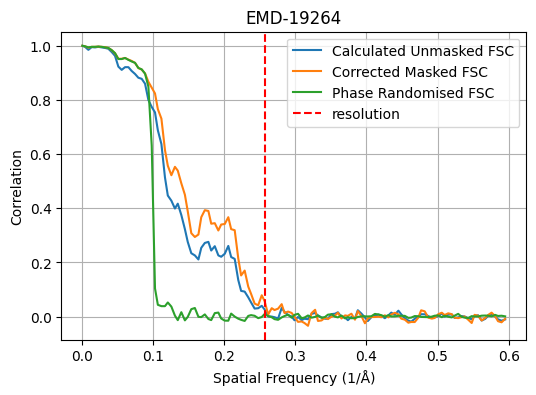 EMD-19264
Calculated Unmasked FSC
Corrected Masked FSC
Phase Randomised FSC
resolution
Correlation
1.0
0.8
0.6
0.4
0.2
0.0
0.0 0.1 0.2 0.3 0.4 0.5 0.6
Spatial Frequency (1/Å)